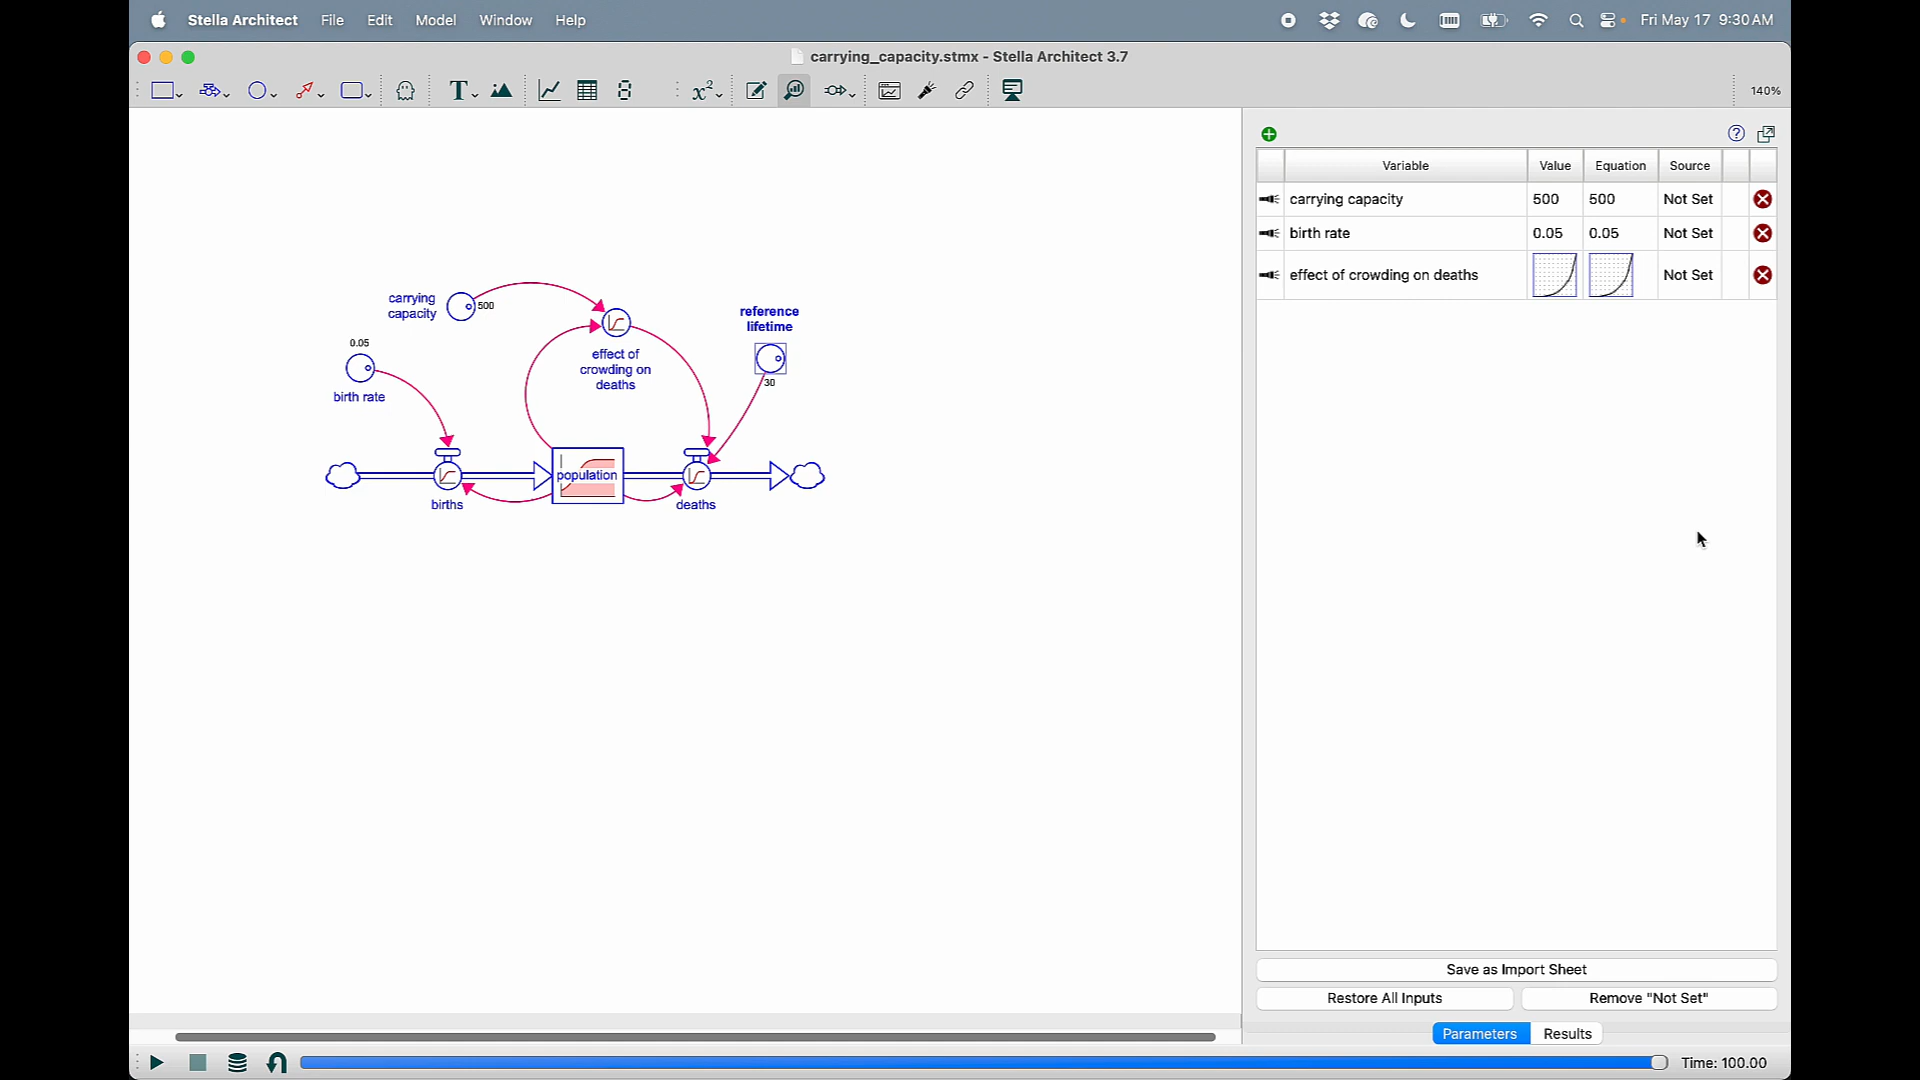 Stella Architect File Edit Model Window Help Fri May 17 9:30 AM
carrying_capacity.stmx - Stella Architect 3.7
T x² 140%
Variable Value Equation Source
carrying capacity 500 500 Not Set
birth rate 0.05 0.05 Not Set
effect of crowding on deaths Not Set
carrying
capacity
500
reference
lifetime
30
0.05
birth rate
effect of
crowding on
deaths
population
births
deaths
Save as Import Sheet
Restore All Inputs Remove "Not Set"
Parameters Results
Time: 100.00